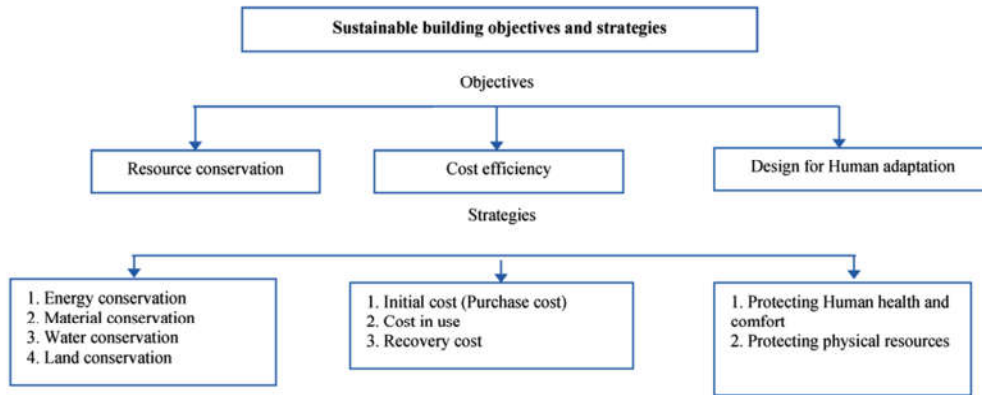 Sustainable building objectives and strategies
Objectives
Resource conservation
Cost efficiency
Design for Human adaptation
Strategies
1. Energy conservation
2. Material conservation
3. Water conservation
4. Land conservation
1. Initial cost (Purchase cost)
2. Cost in use
3. Recovery cost
1. Protecting Human health and
comfort
2. Protecting physical resources